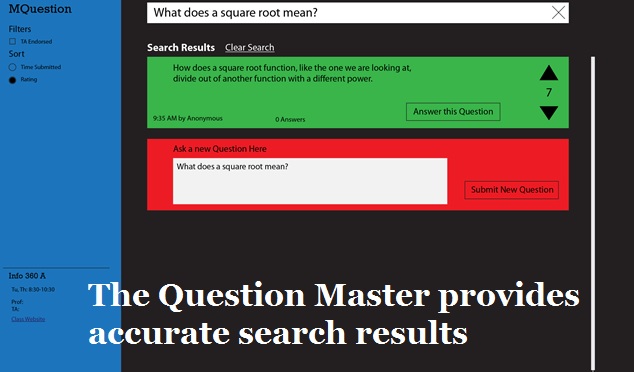 MQuestion
Filters
TA Endorsed
Sort
Time Submitted
Rating
What does a square root mean?
Search Results Clear Search
How does a square root function, like the one we are looking at,
divide out of another function with a different power.
7
Answer this Question
9:35 AM by Anonymous 0 Answers
Ask a new Question Here
What does a square root mean?
Submit New Question
Info 360 A
Tu, Th: 8:30-10:30
Prof:
TA:
Class Website
The Question Master provides
accurate search results